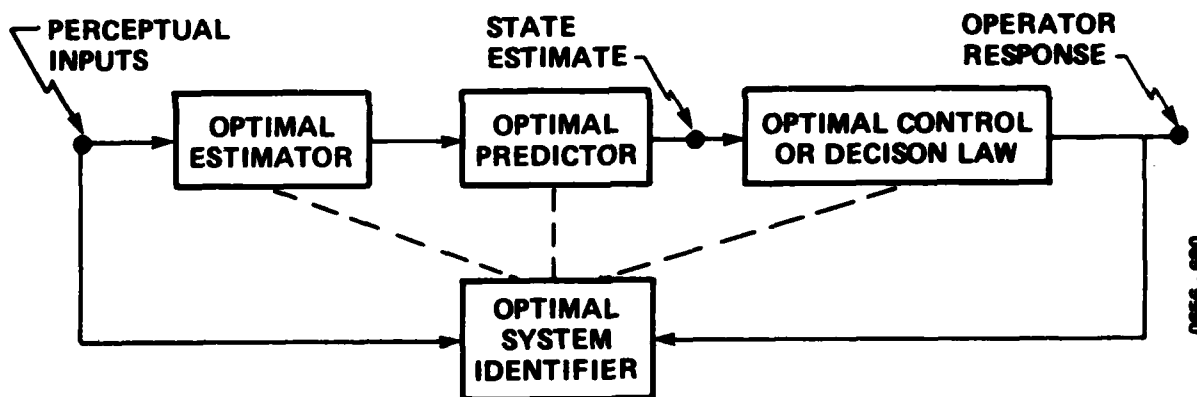 PERCEPTUAL
INPUTS
STATE
ESTIMATE
OPERATOR
RESPONSE
OPTIMAL
ESTIMATOR
OPTIMAL
PREDICTOR
OPTIMAL CONTROL
OR DECISON LAW
OPTIMAL
SYSTEM
IDENTIFIER